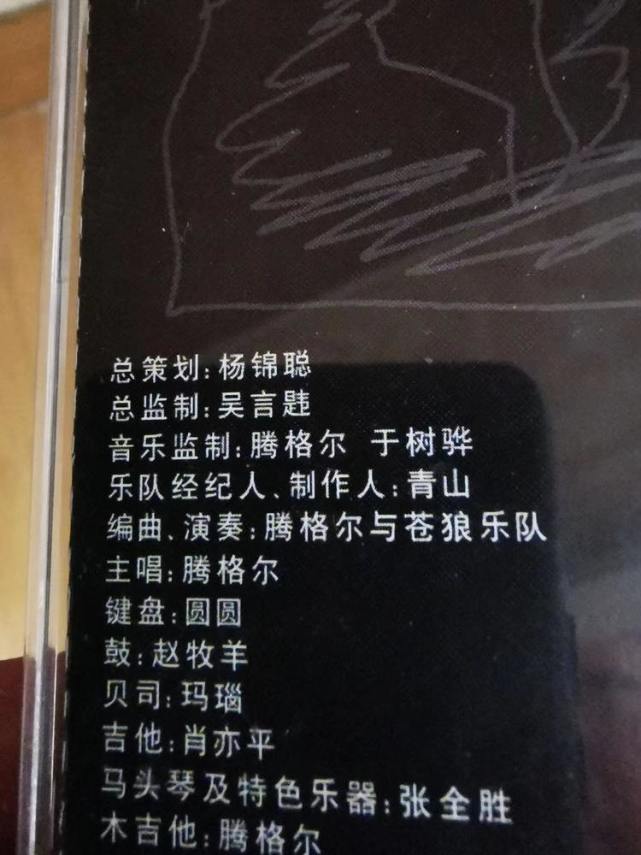 总策划:杨锦聪
总监制:吴言韪
音乐监制:腾格尔 于树骅
乐队经纪人、制作人:青山
编曲、演奏:腾格尔与苍狼乐队
主唱:腾格尔
键盘:圆圆
鼓:赵牧羊
贝司:玛瑙
吉他:肖亦平
马头琴及特色乐器:张全胜
木吉他:腾格尔